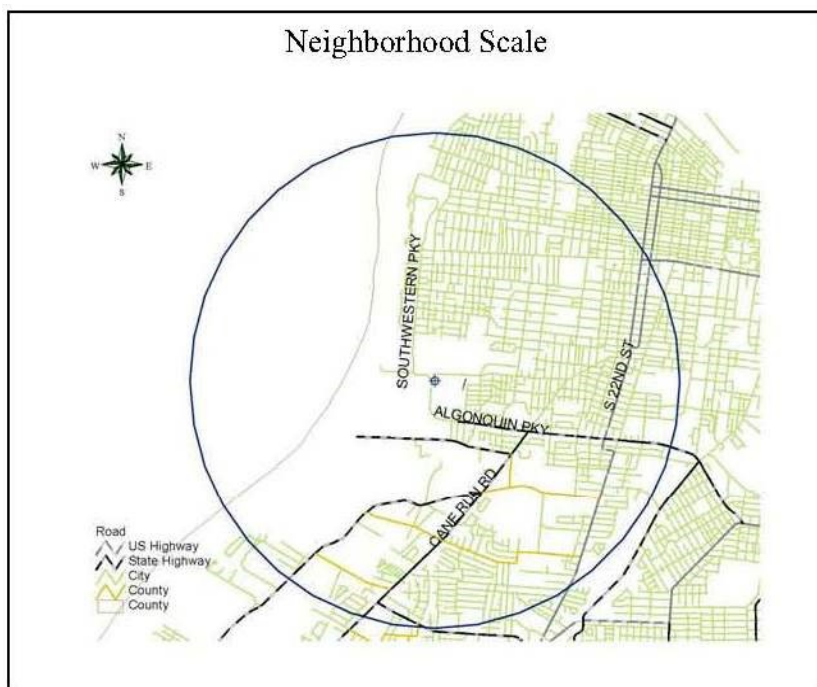 Neighborhood Scale
N
W E
S
SOUTHWESTERN PKY
S 22ND ST
ALGONQUIN PKY
CANE RUN RD
Road
US Highway
State Highway
City
County
County